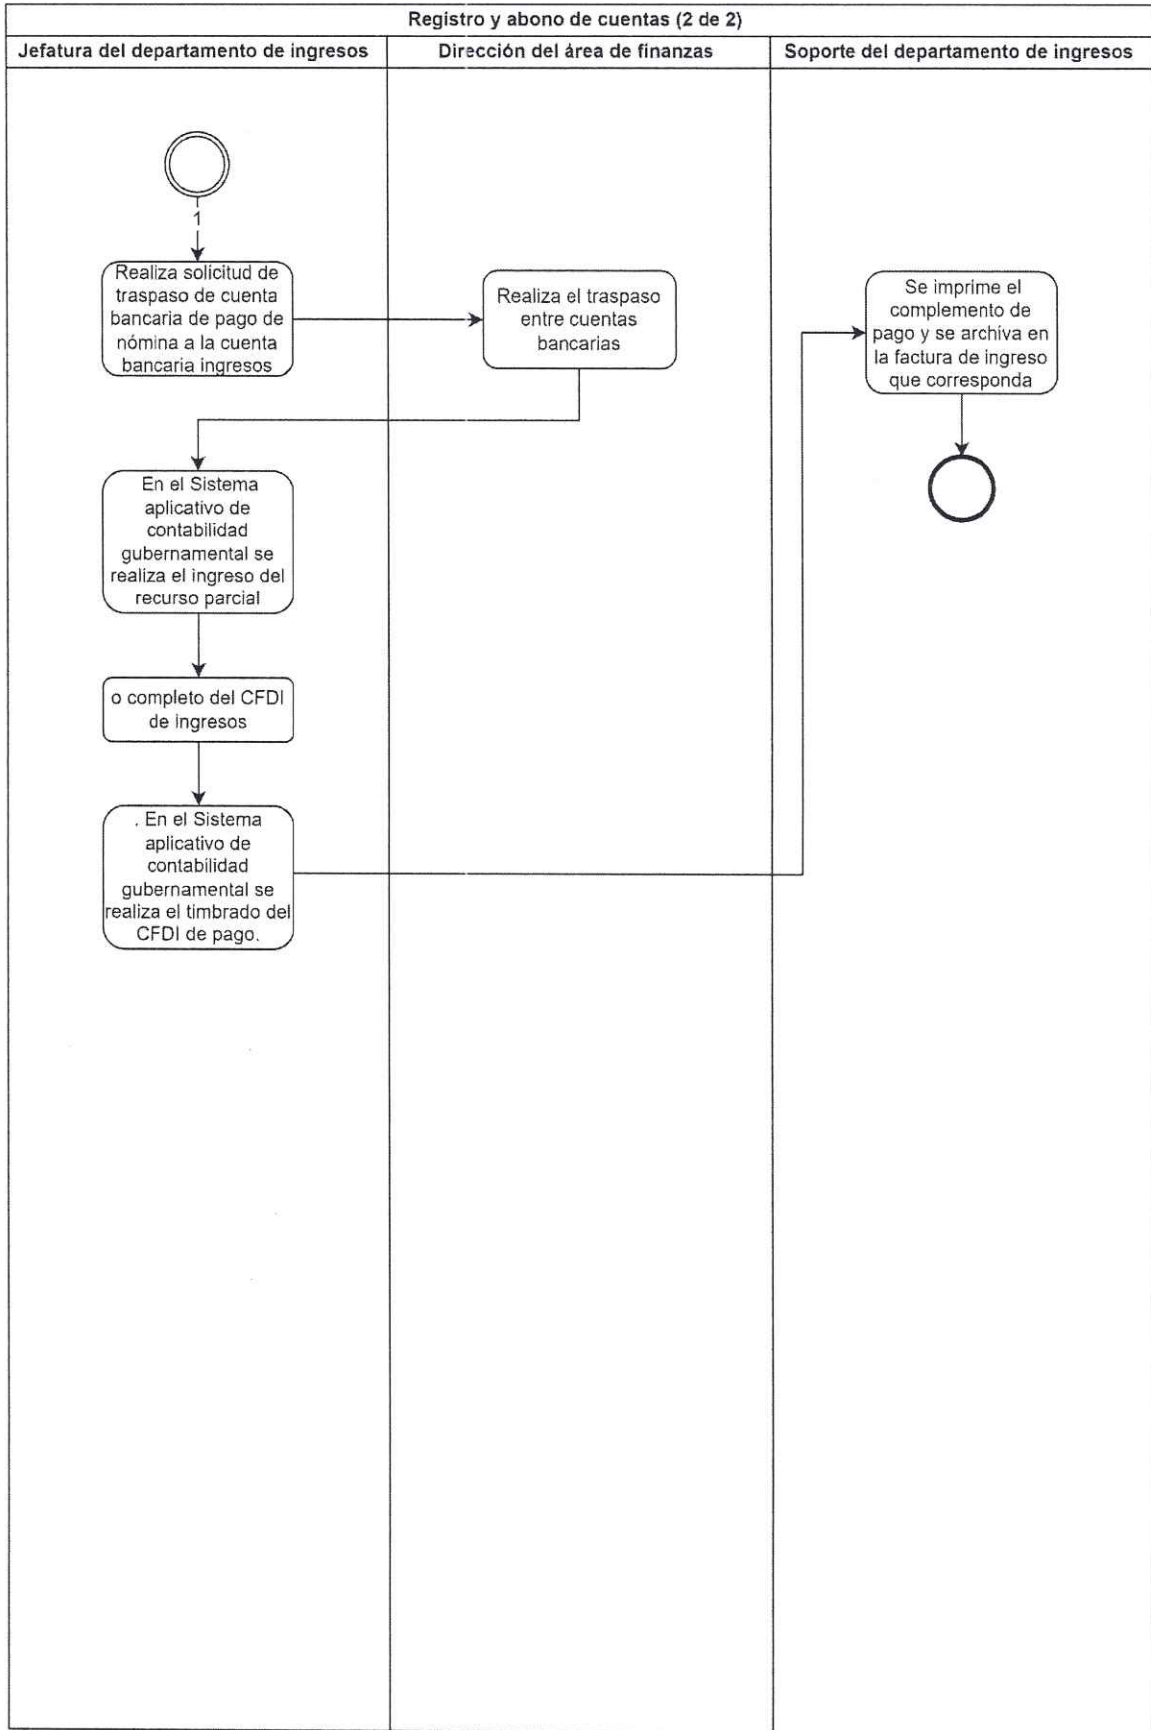 Registro y abono de cuentas (2 de 2)
Jefatura del departamento de ingresos
Dirección del área de finanzas
Soporte del departamento de ingresos
1
Realiza solicitud de
traspaso de cuenta
bancaria de pago de
nómina a la cuenta
bancaria ingresos
Realiza el traspaso
entre cuentas
bancarias
Se imprime el
complemento de
pago y se archiva en
la factura de ingreso
que corresponda
En el Sistema
aplicativo de
contabilidad
gubernamental se
realiza el ingreso del
recurso parcial
o completo del CFDI
de ingresos
. En el Sistema
aplicativo de
contabilidad
gubernamental se
realiza el timbrado del
CFDI de pago.